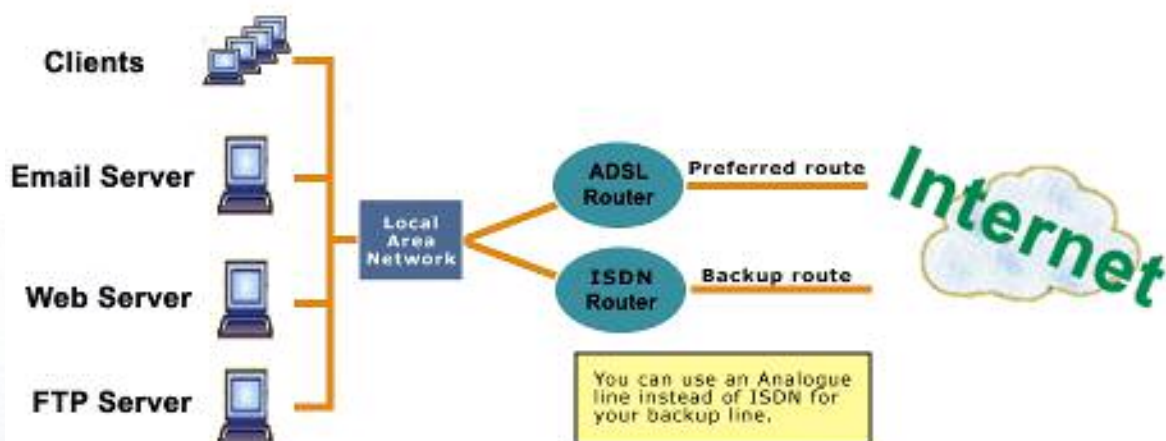 Clients
Email Server
Web Server
FTP Server
Local
Area
Network
ADSL
Router
Preferred route
ISDN
Router
Backup route
Internet
You can use an Analogue
line instead of ISDN for
your backup line.